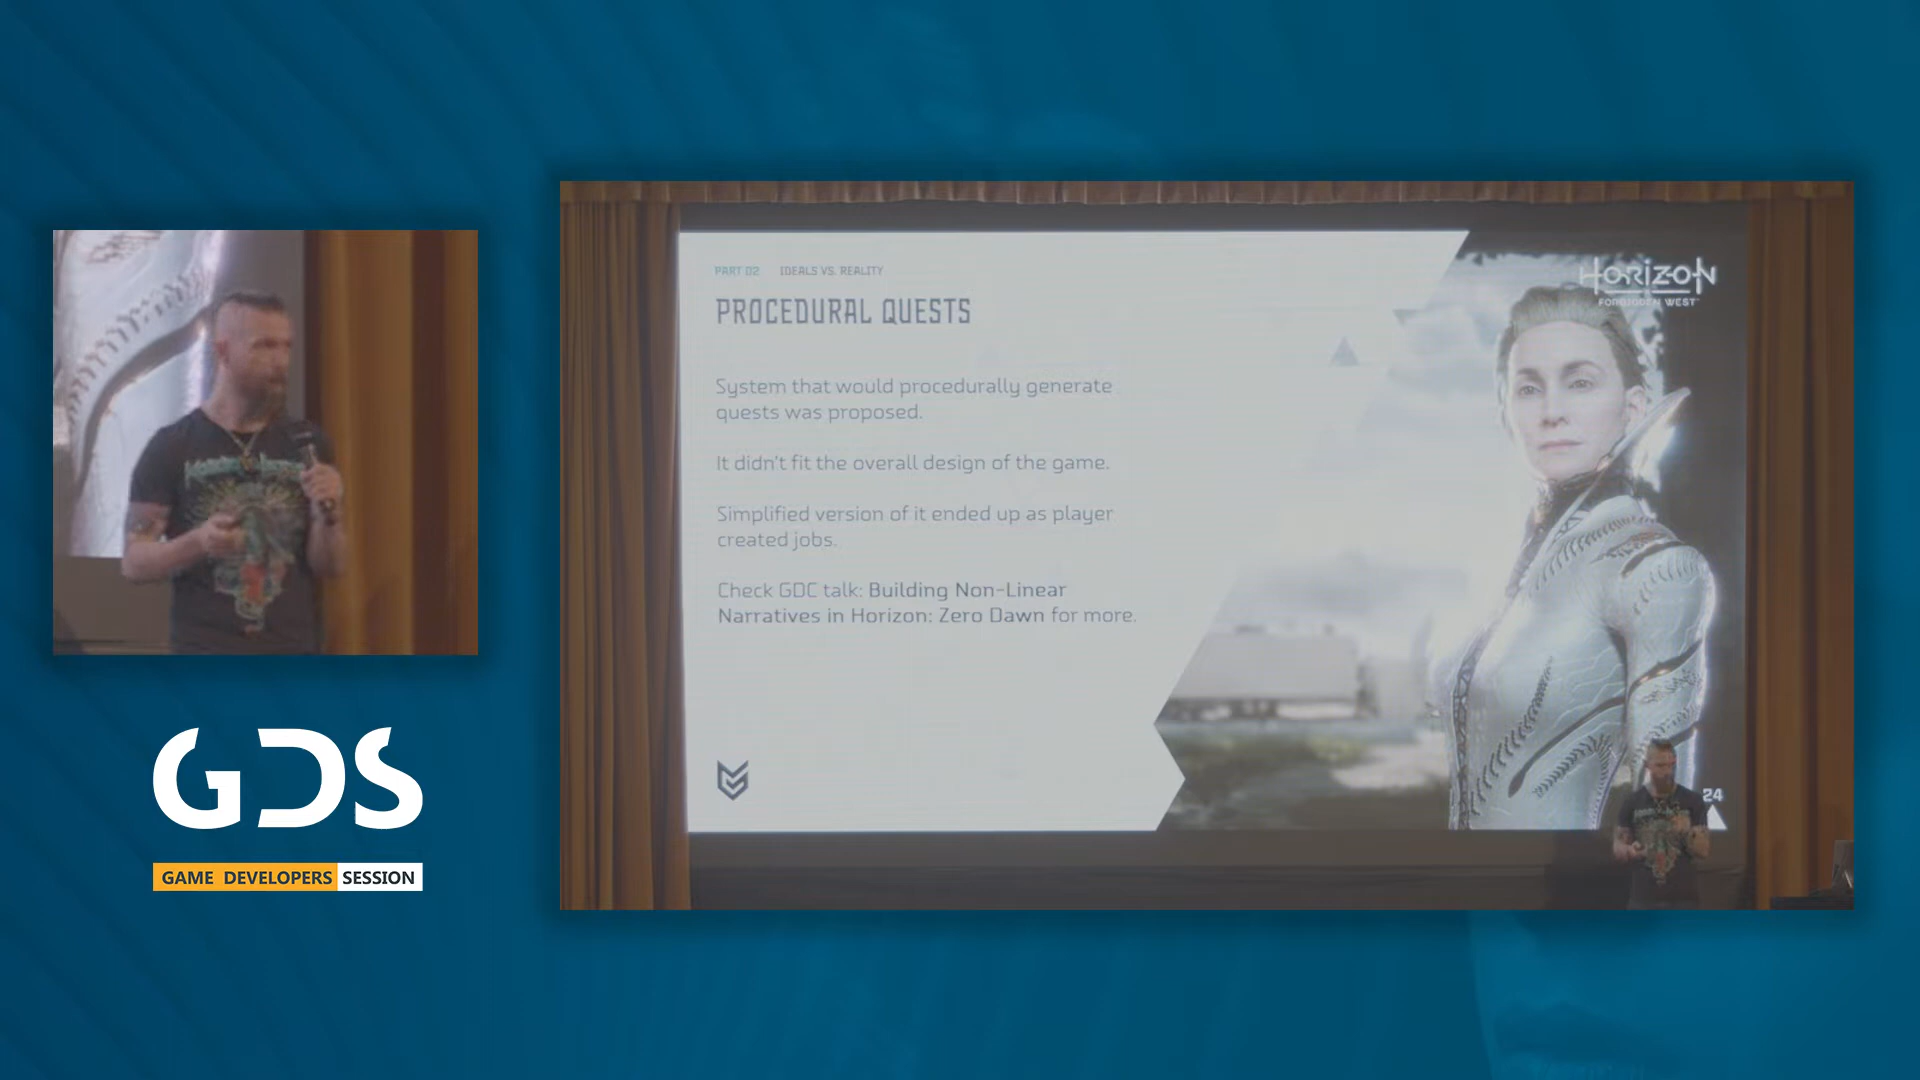 PART 02 IDEALS VS. REALITY
PROCEDURAL QUESTS
System that would procedurally generate
quests was proposed.
It didn't fit the overall design of the game.
Simplified version of it ended up as player
created jobs.
Check GDC talk: Building Non-Linear
Narratives in Horizon: Zero Dawn for more.
HORIZON
FORBIDDEN WEST
24
GDS
GAME DEVELOPERS SESSION